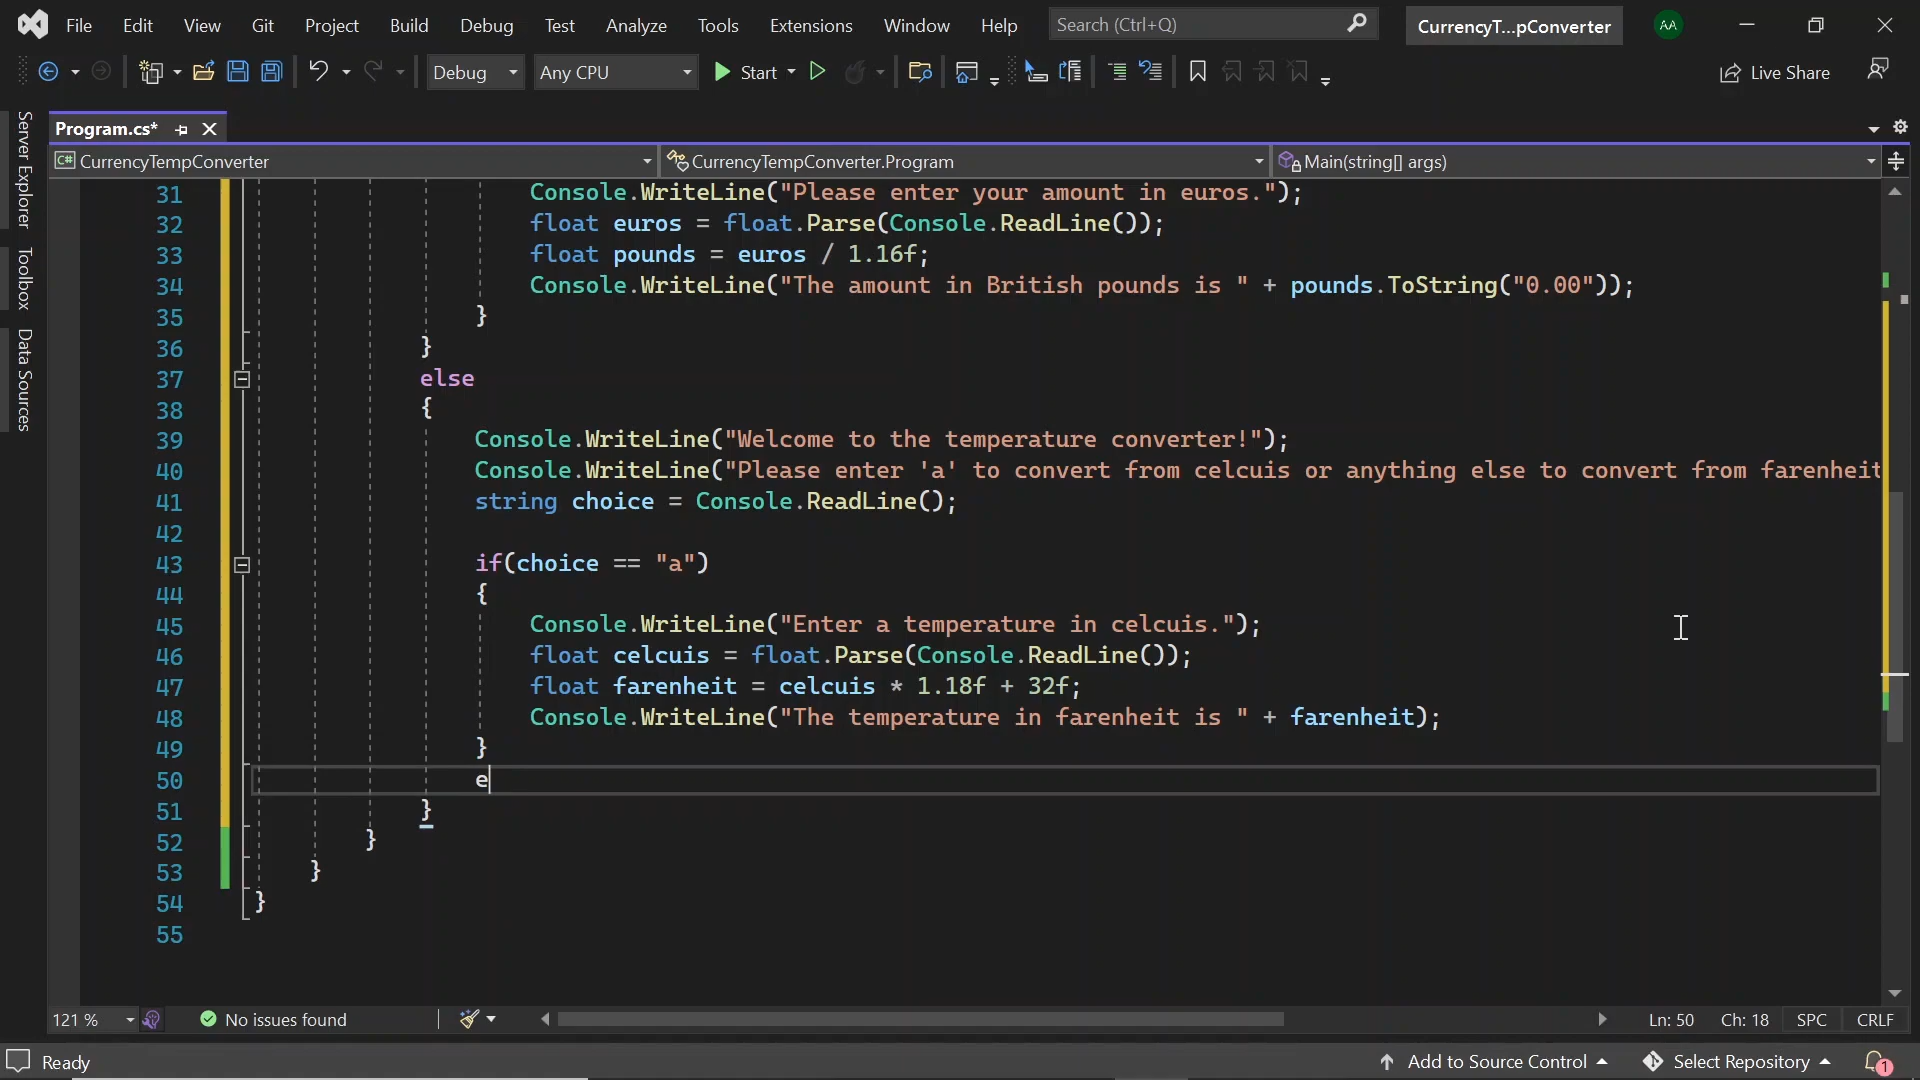 File Edit View Git Project Build Debug Test Analyze Tools Extensions Window Help Search (Ctrl+Q) CurrencyT...pConverter AA
Debug Any CPU Start Live Share
Server Explorer
Toolbox
Data Sources
Program.cs*
C# CurrencyTempConverter CurrencyTempConverter.Program Main(string[] args)
31 Console.WriteLine("Please enter your amount in euros.");
32 float euros = float.Parse(Console.ReadLine());
33 float pounds = euros / 1.16f;
34 Console.WriteLine("The amount in British pounds is " + pounds.ToString("0.00"));
35 }
36 }
37 else
38 {
39 Console.WriteLine("Welcome to the temperature converter!");
40 Console.WriteLine("Please enter 'a' to convert from celcuis or anything else to convert from farenheit
41 string choice = Console.ReadLine();
42
43 if(choice == "a")
44 {
45 Console.WriteLine("Enter a temperature in celcuis.");
46 float celcuis = float.Parse(Console.ReadLine());
47 float farenheit = celcuis * 1.18f + 32f;
48 Console.WriteLine("The temperature in farenheit is " + farenheit);
49 }
50 e
51 }
52 }
53 }
54 }
55
121 % No issues found Ln: 50 Ch: 18 SPC CRLF
Ready Add to Source Control Select Repository 1